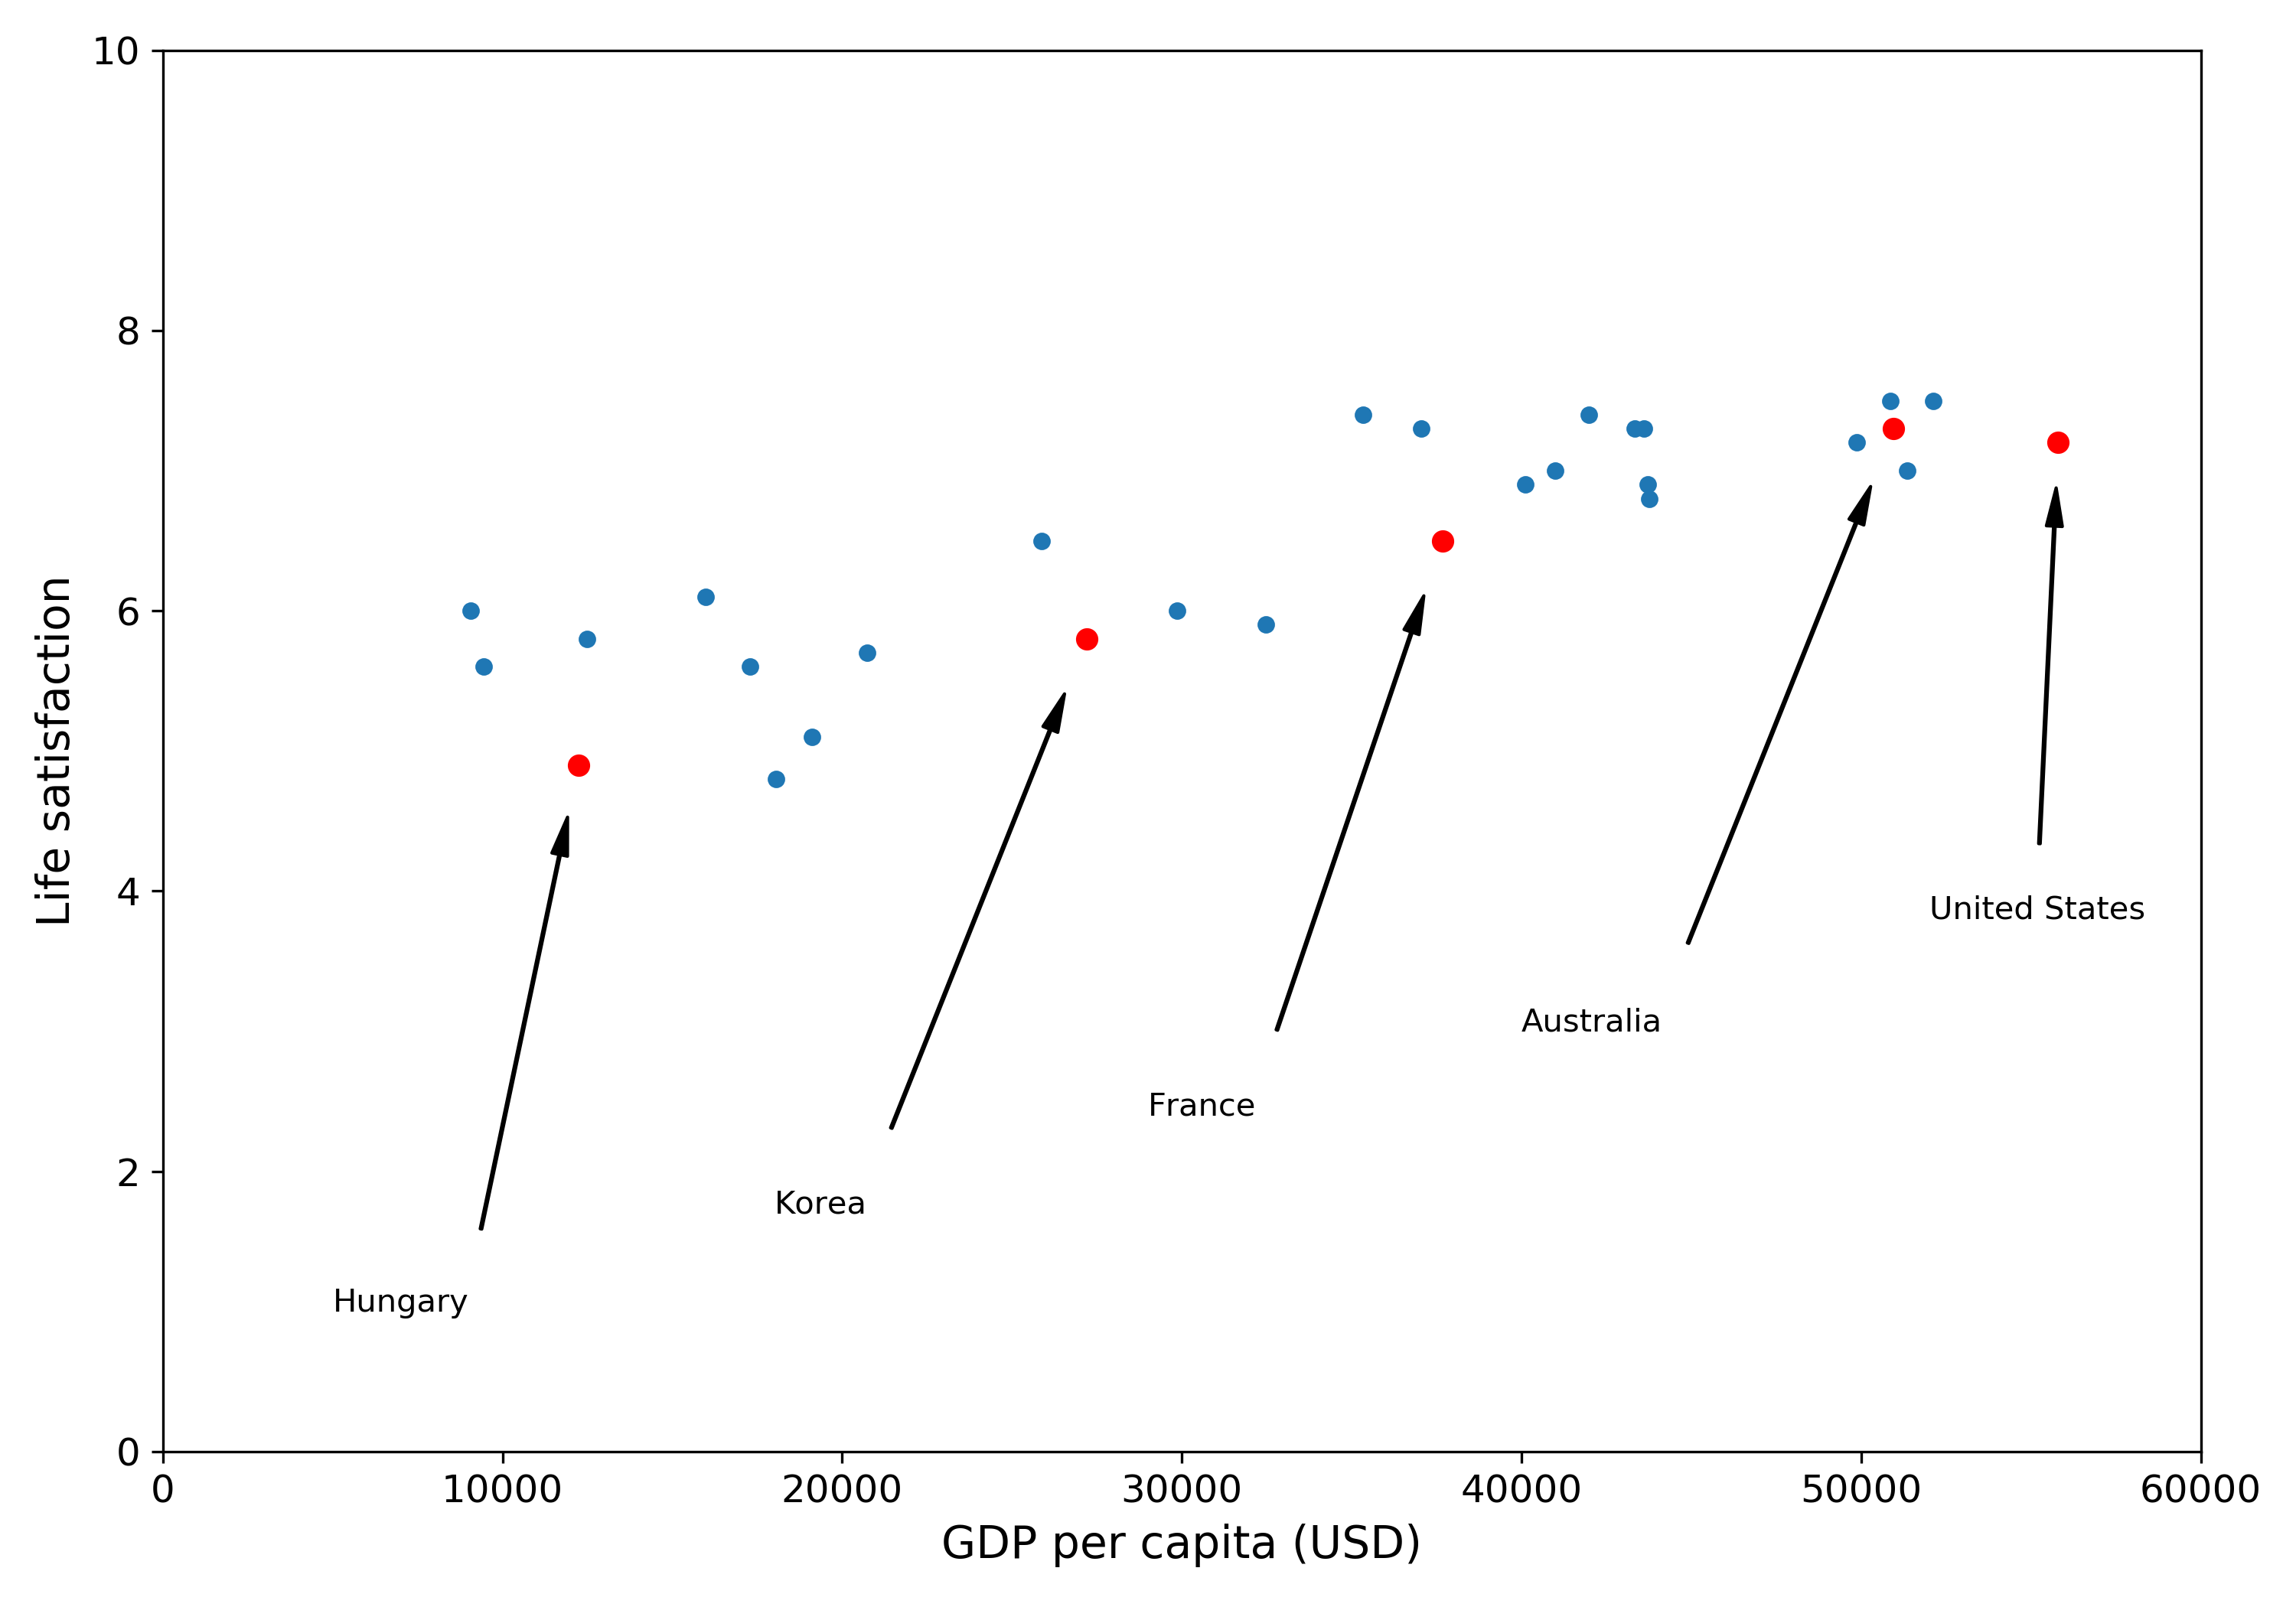 10
8
6
4
2
0
Life satisfaction
United States
Australia
France
Korea
Hungary
0 10000 20000 30000 40000 50000 60000
GDP per capita (USD)